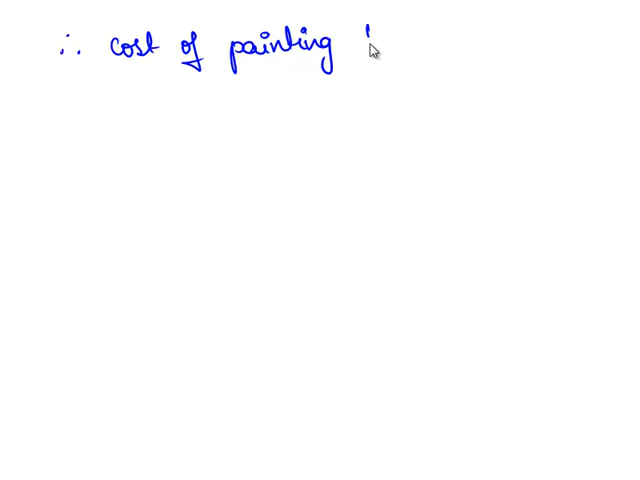 ∴ cost of painting